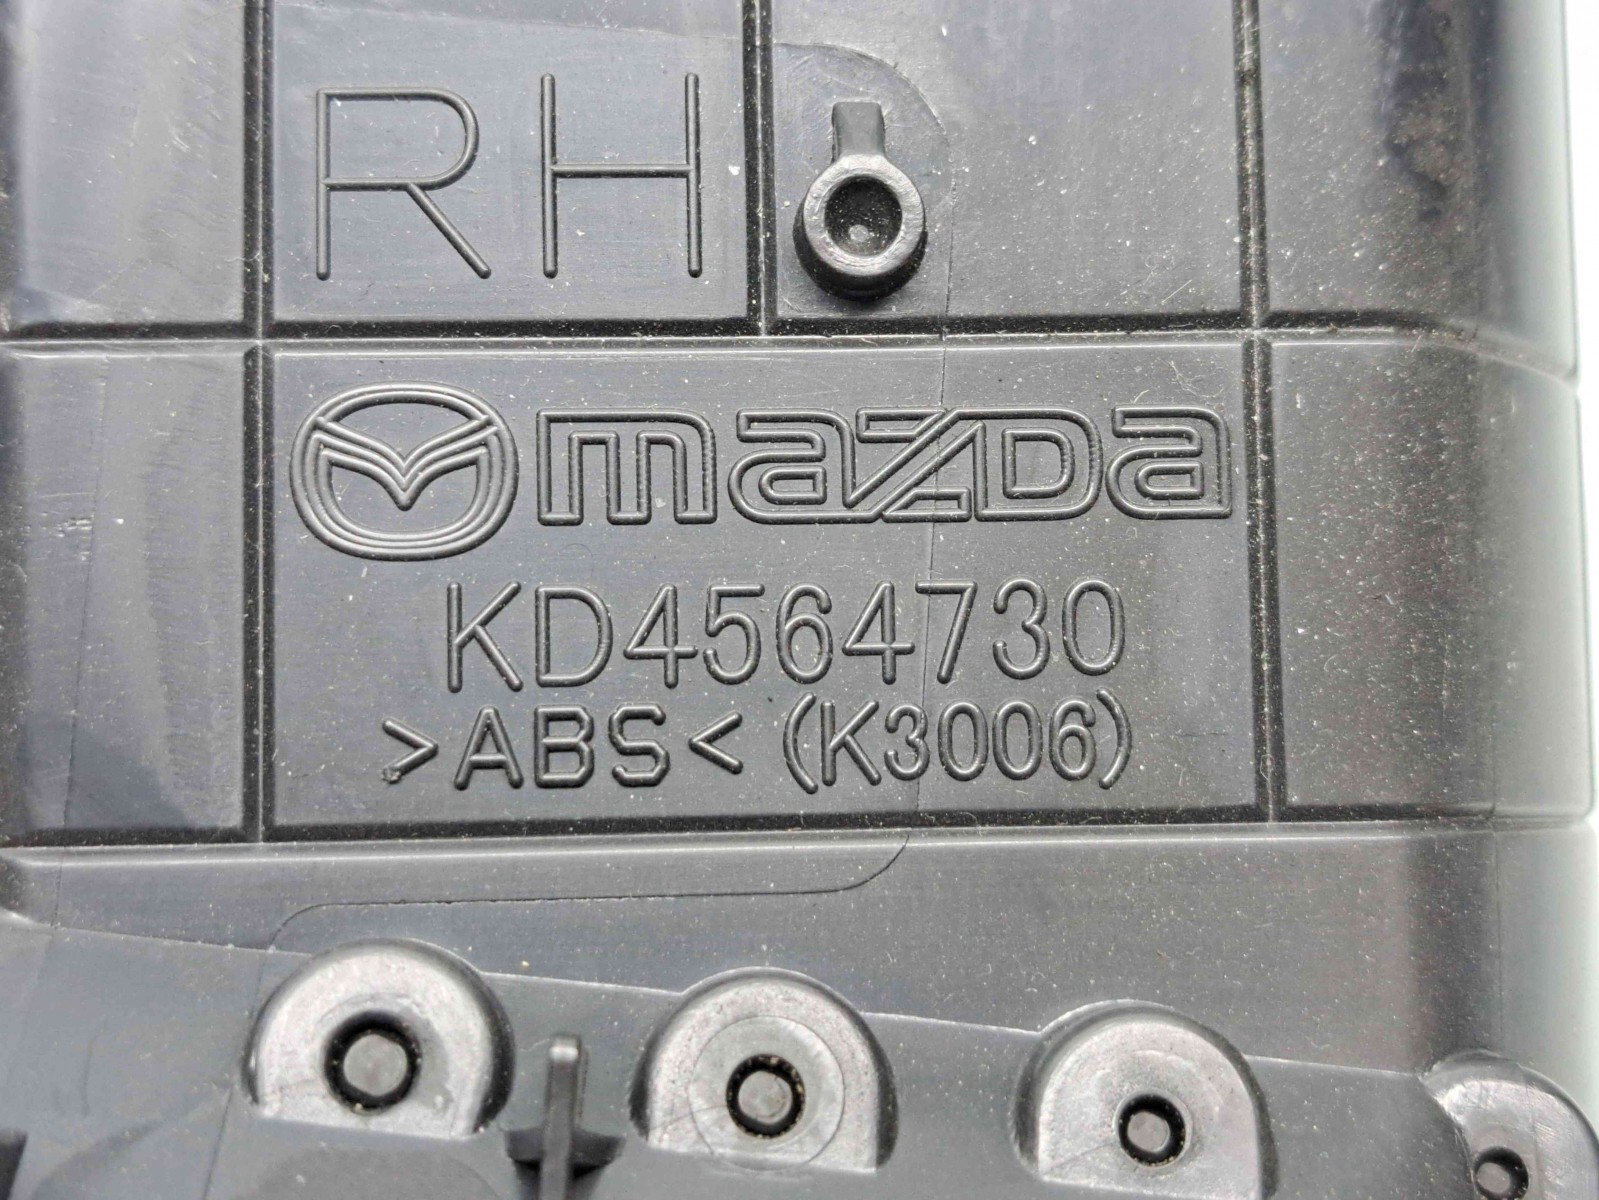 RH
mazda
KD4564730
>ABS< (K3006)